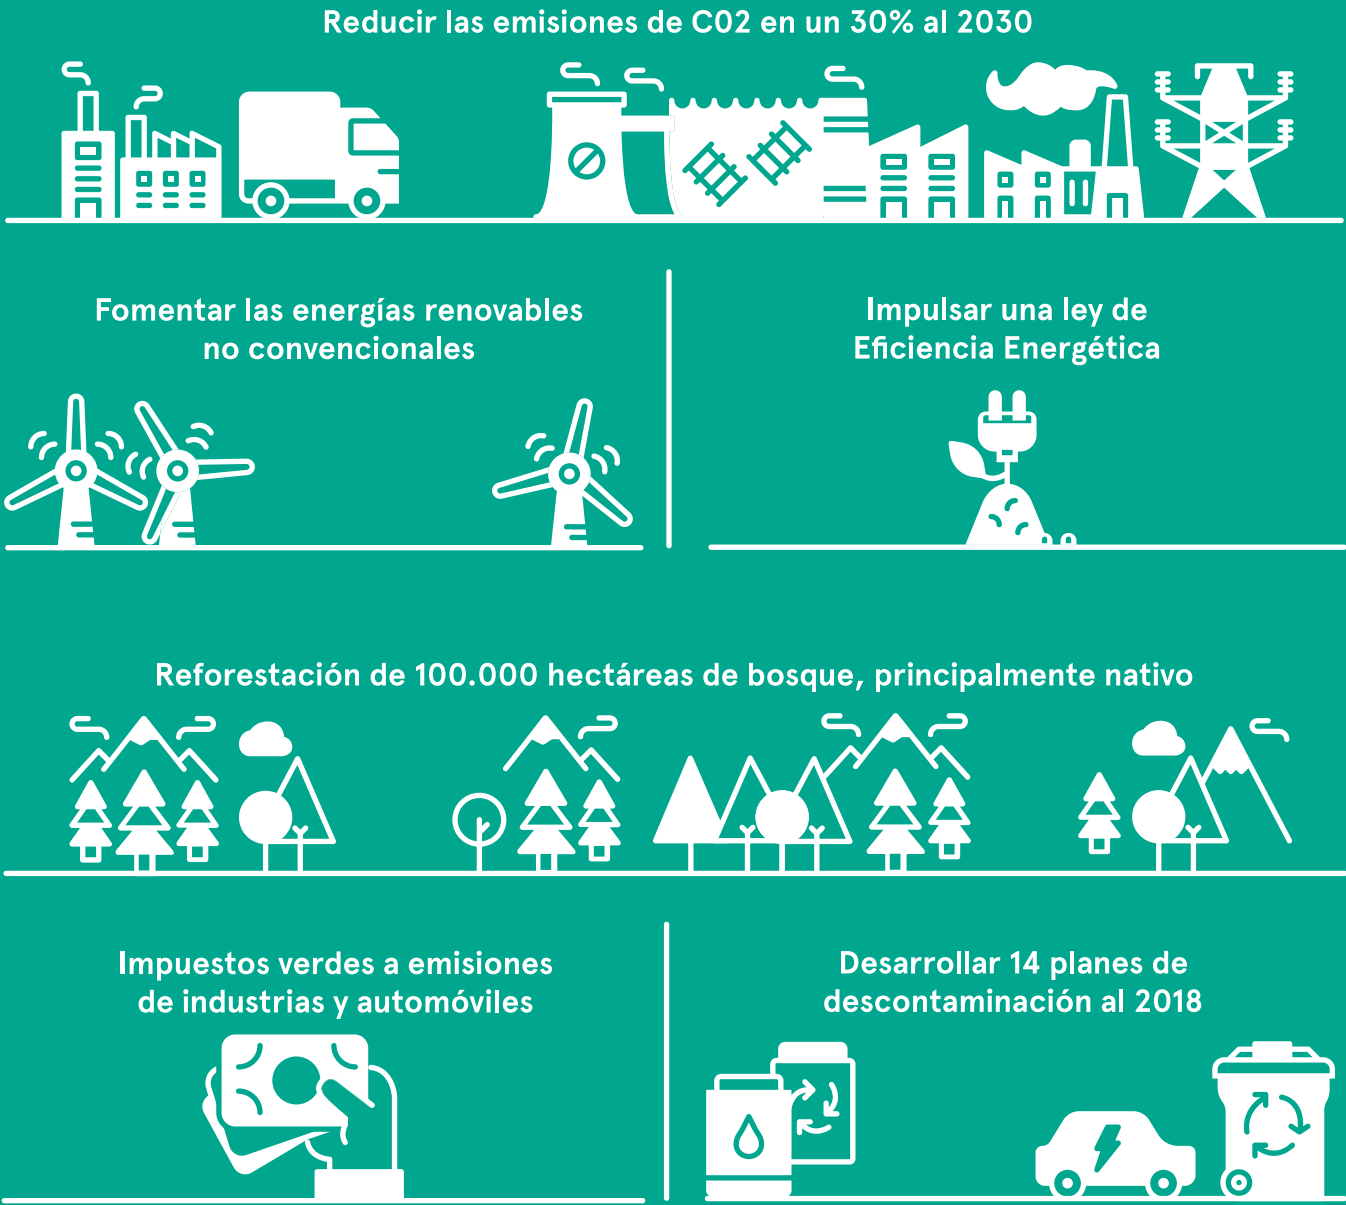 Reducir las emisiones de C02 en un 30% al 2030
Fomentar las energías renovables
no convencionales
Impulsar una ley de
Eficiencia Energética
Reforestación de 100.000 hectáreas de bosque, principalmente nativo
Impuestos verdes a emisiones
de industrias y automóviles
Desarrollar 14 planes de
descontaminación al 2018